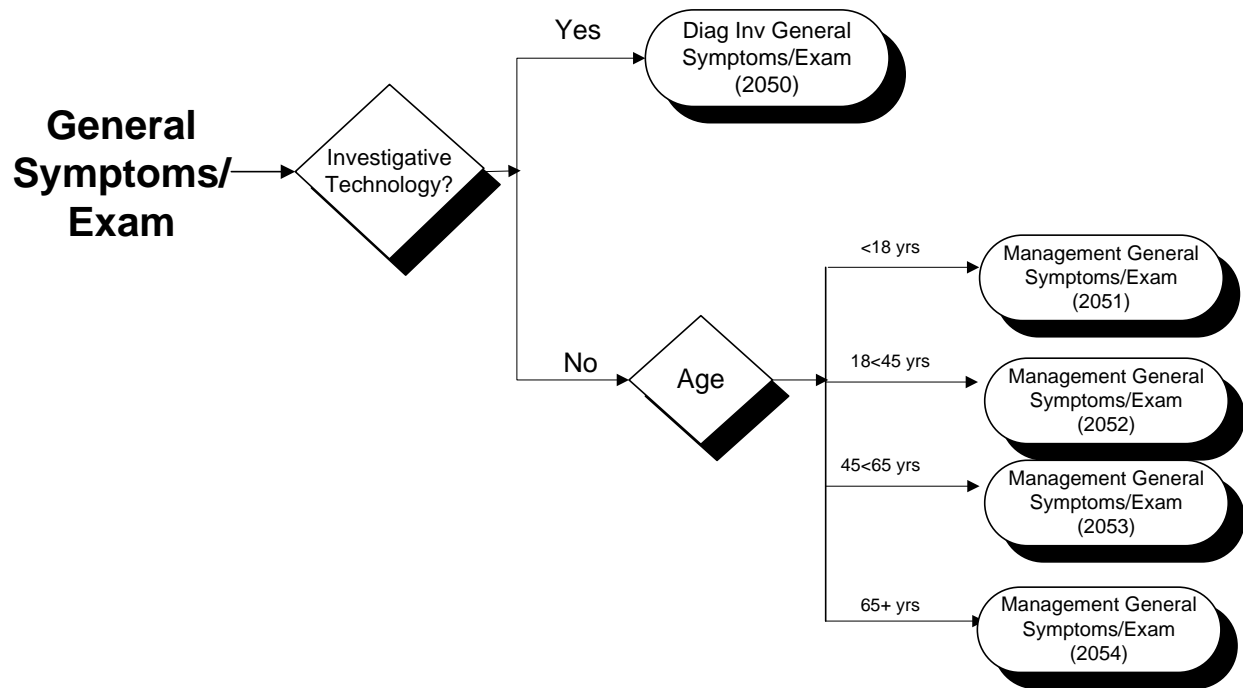 General
Symptoms/
Exam
Investigative
Technology?
Yes
Diag Inv General
Symptoms/Exam
(2050)
No
Age
<18 yrs
Management General
Symptoms/Exam
(2051)
18<45 yrs
Management General
Symptoms/Exam
(2052)
45<65 yrs
Management General
Symptoms/Exam
(2053)
65+ yrs
Management General
Symptoms/Exam
(2054)